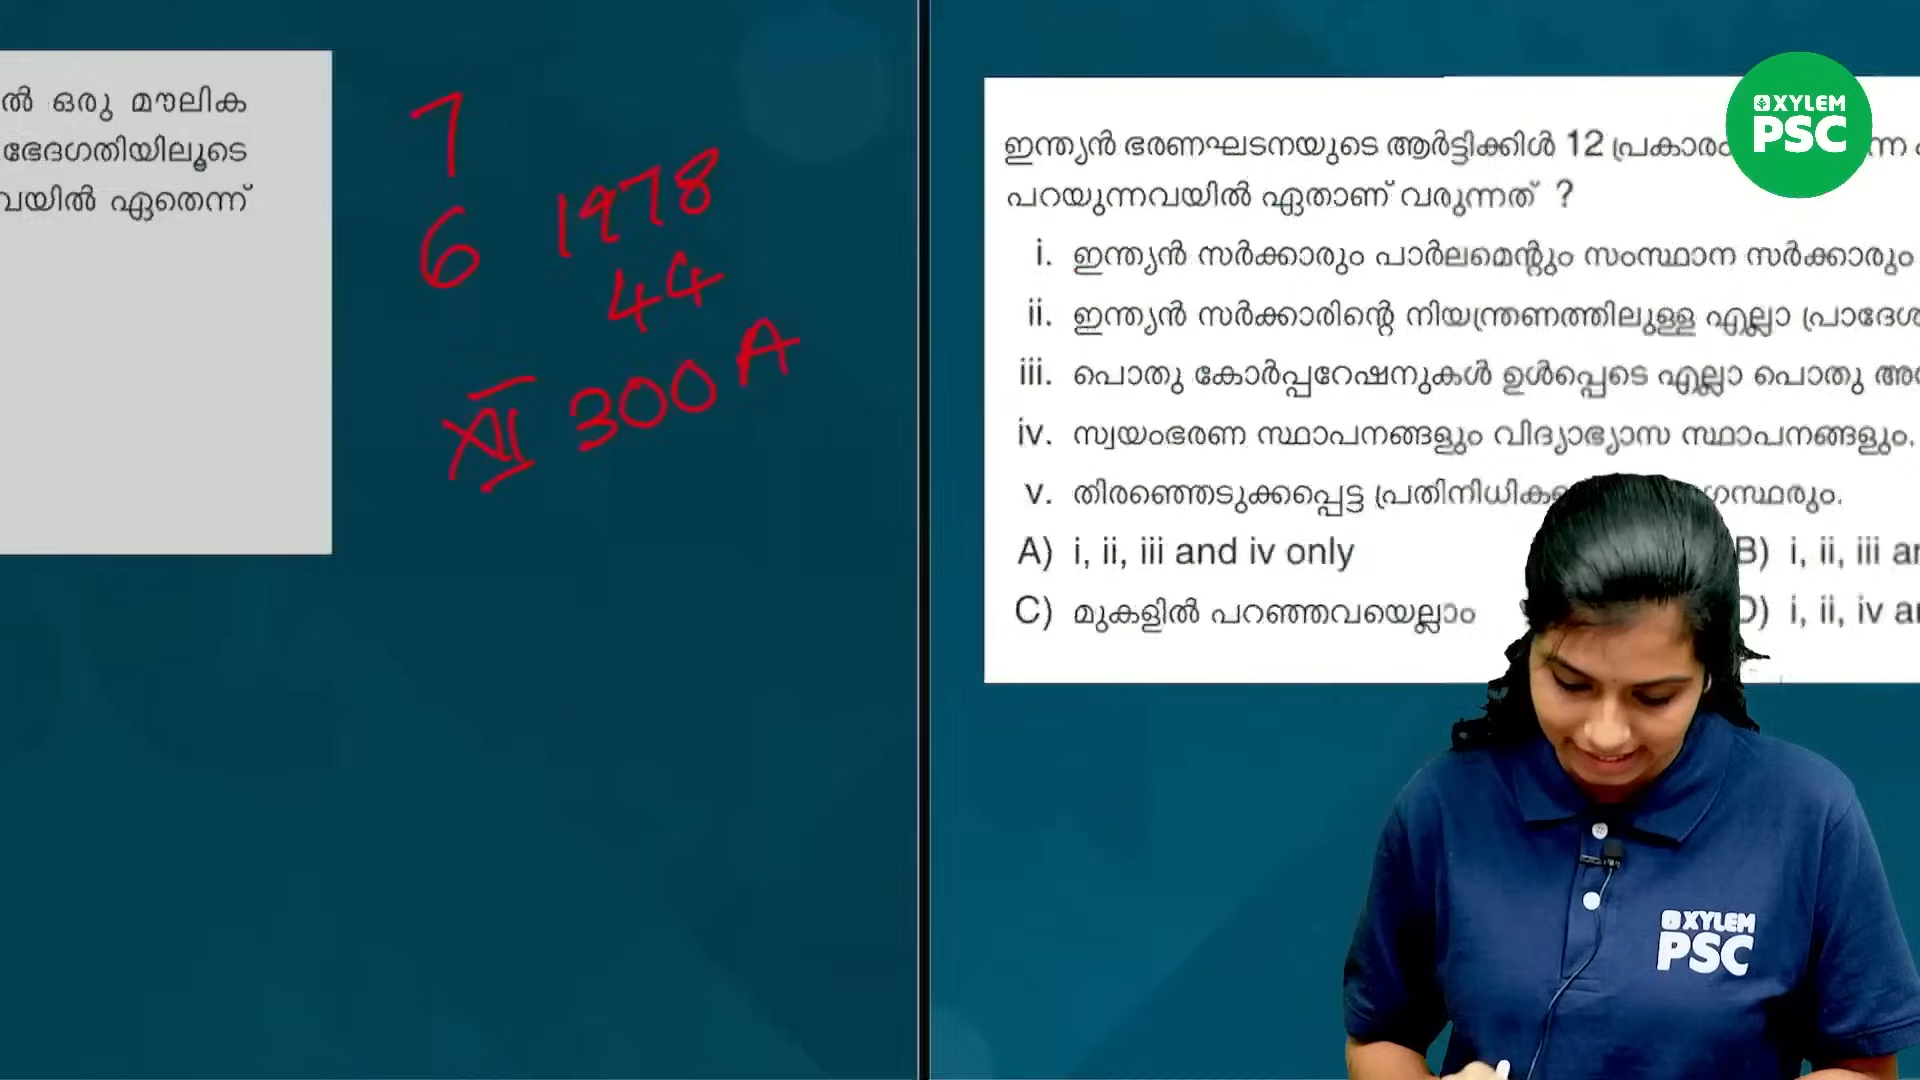 ൽ ഒരു മൗലിക
ഭേദഗതിയിലൂടെ
വയിൽ ഏതെന്ന്
7
6
1978
44
XII 300 A
ഇന്ത്യൻ ഭരണഘടനയുടെ ആർട്ടിക്കിൾ 12
പറയുന്നവയിൽ ഏതാണ് വരുന്നത് ?
i. ഇന്ത്യൻ സർക്കാരും പാർലമെന്റും സംസ്ഥാന സർക്കാരും
ii. ഇന്ത്യൻ സർക്കാരിന്റെ നിയന്ത്രണത്തിലുള്ള എല്ലാ
iii. പൊതു കോർപ്പറേഷനുകൾ ഉൾപ്പെടെ എല്ലാ പൊതു
iv. സ്വയംഭരണ സ്ഥാപനങ്ങളും വിദ്യാഭ്യാസ സ്ഥാപനങ്ങളും.
v. തിരഞ്ഞെടുക്കപ്പെട്ട
A) i, ii, iii and iv only
B) i, ii, iii
C) മുകളിൽ പറഞ്ഞവയെല്ലാം
D) i, ii, iv
XYLEM
PSC
XYLEM
PSC